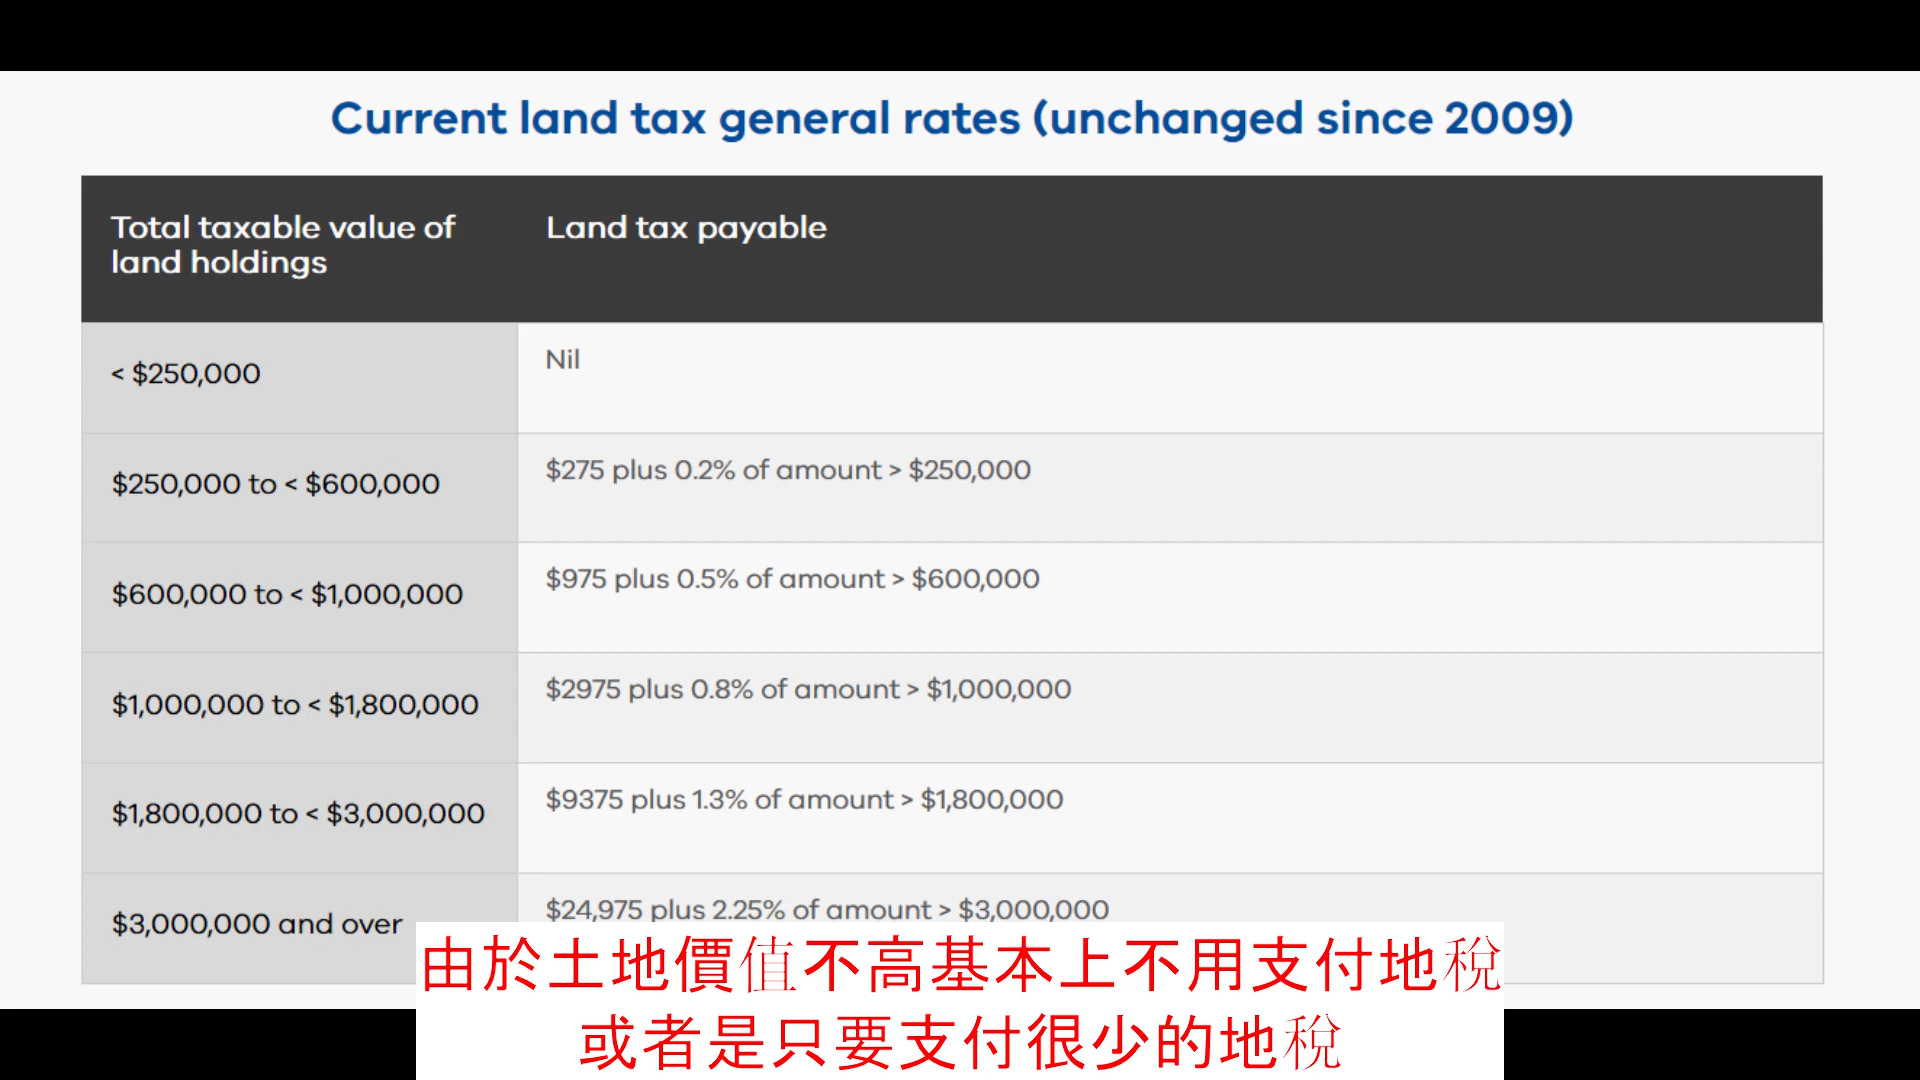 Current land tax general rates (unchanged since 2009)
Total taxable value of
land holdings
Land tax payable
< $250,000
Nil
$250,000 to < $600,000
$275 plus 0.2% of amount > $250,000
$600,000 to < $1,000,000
$975 plus 0.5% of amount > $600,000
$1,000,000 to < $1,800,000
$2975 plus 0.8% of amount > $1,000,000
$1,800,000 to < $3,000,000
$9375 plus 1.3% of amount > $1,800,000
$3,000,000 and over
$24,975 plus 2.25% of amount > $3,000,000
由於土地價值不高基本上不用支付地稅
或者是只要支付很少的地稅